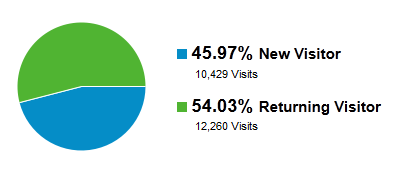 45.97% New Visitor
10,429 Visits
54.03% Returning Visitor
12,260 Visits